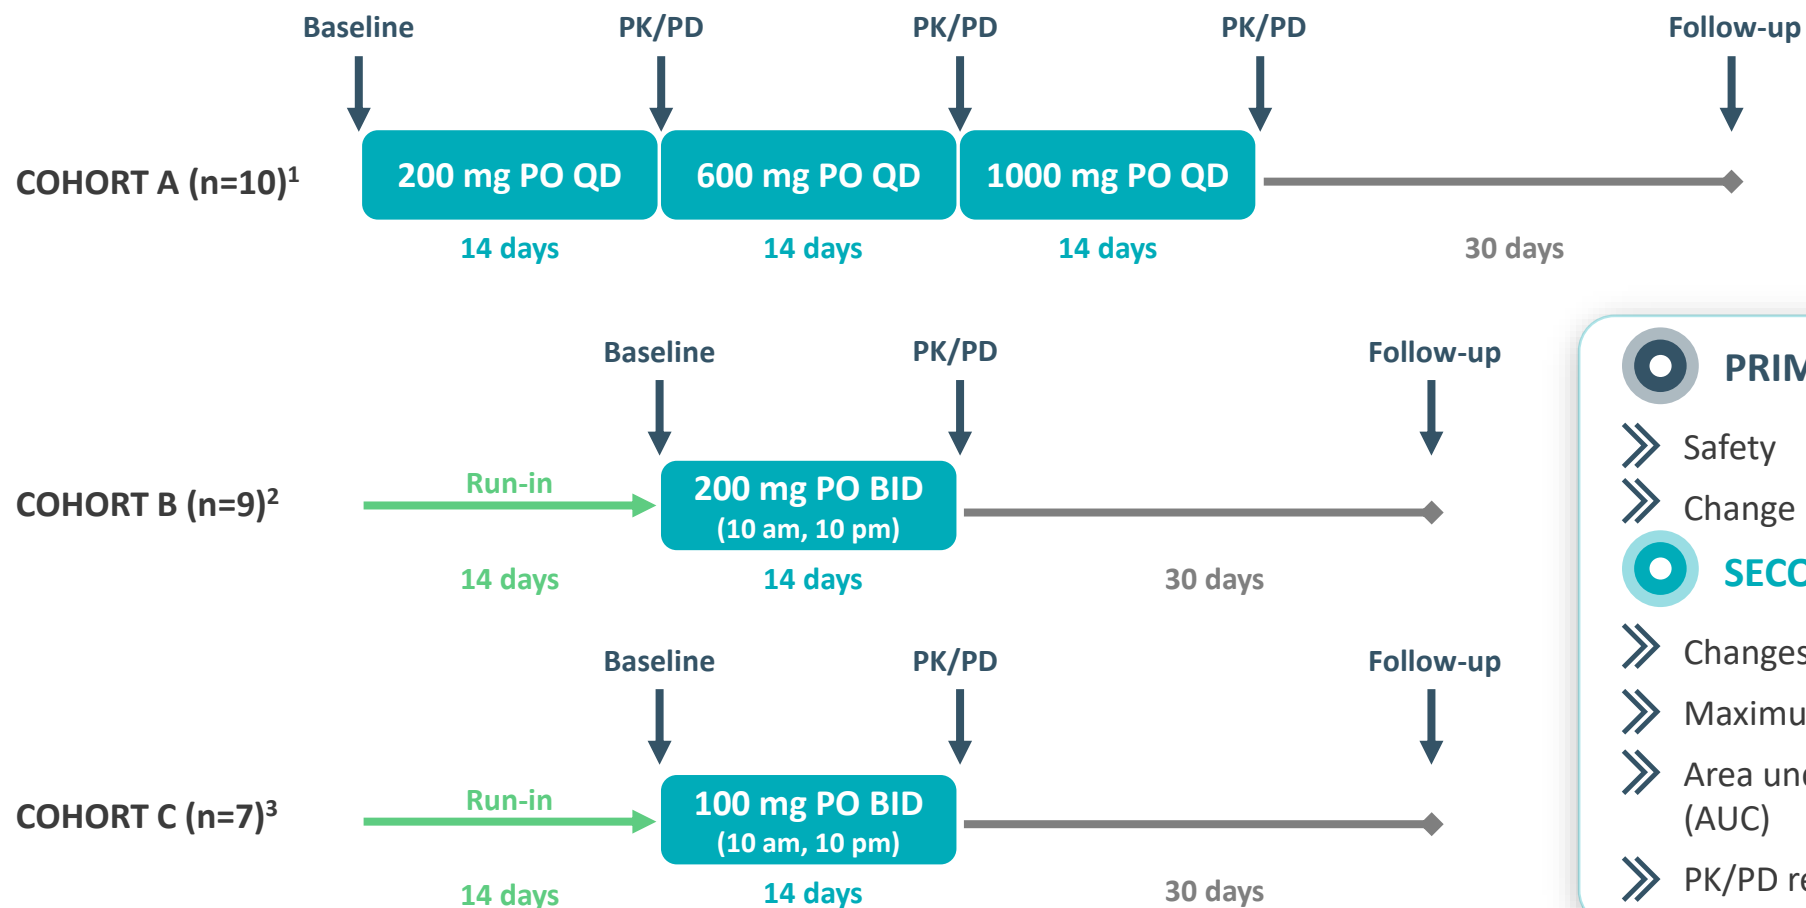 Baseline PK/PD PK/PD PK/PD Follow-up
COHORT A (n=10)1 200 mg PO QD 600 mg PO QD 1000 mg PO QD
14 days 14 days 14 days 30 days
Baseline PK/PD Follow-up
COHORT B (n=9)2 Run-in 200 mg PO BID
(10 am, 10 pm)
14 days 14 days 30 days
Baseline PK/PD Follow-up
COHORT C (n=7)3 Run-in 100 mg PO BID
(10 am, 10 pm)
14 days 14 days 30 days
Safety
Change
Changes
Area
(AUC)
PK/PD